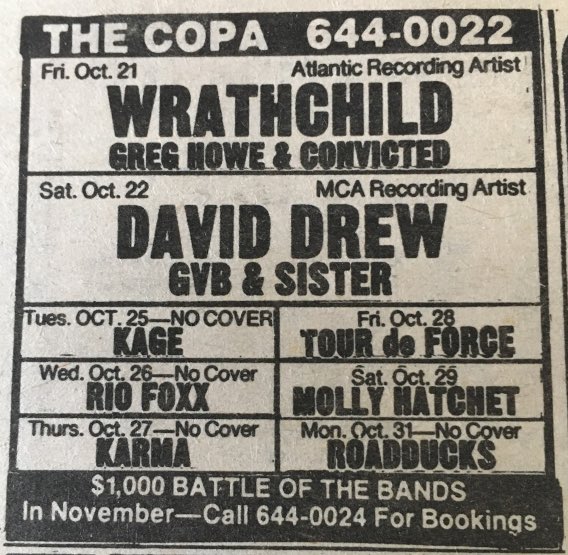 THE COPA 644-0022
Fri. Oct. 21 Atlantic Recording Artist
WRATHCHILD
GREG HOWE & CONVICTED
Sat. Oct. 22 MCA Recording Artist
DAVID DREW
GVB & SISTER
Tues. OCT. 25—NO COVER
KAGE
Fri. Oct. 28
TOUR de FORCE
Wed. Oct. 26—No Cover
RIO FOXX
Sat. Oct. 29
MOLLY HATCHET
Thurs. Oct. 27—No Cover
KARMA
Mon. Oct. 31—No Cover
ROADDUCKS
$1,000 BATTLE OF THE BANDS
In November—Call 644-0024 For Bookings